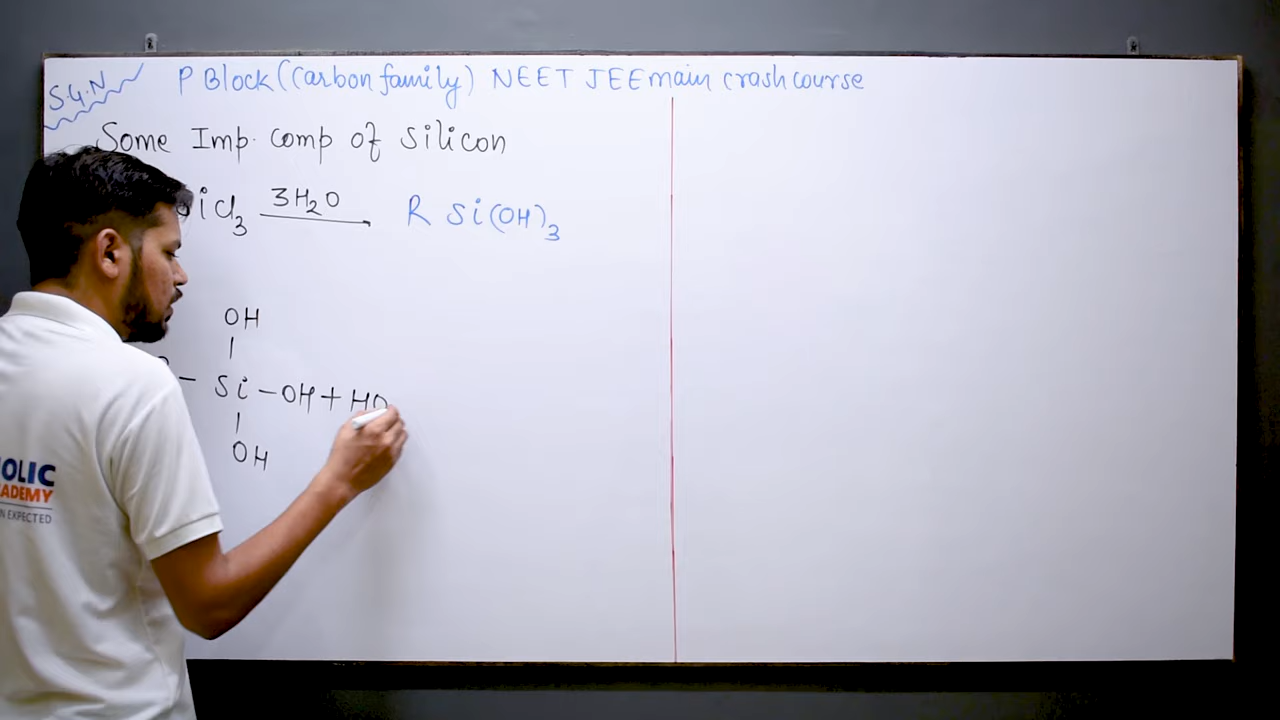 S.G.N P Block (Carbon family) NEET JEE main crash course
Some Imp. comp of silicon
SiCl₃ 3H₂O R Si(OH)₃
OH
|
– Si – OH + HO
|
OH
OLIC
ADEMY
N EXPECTED